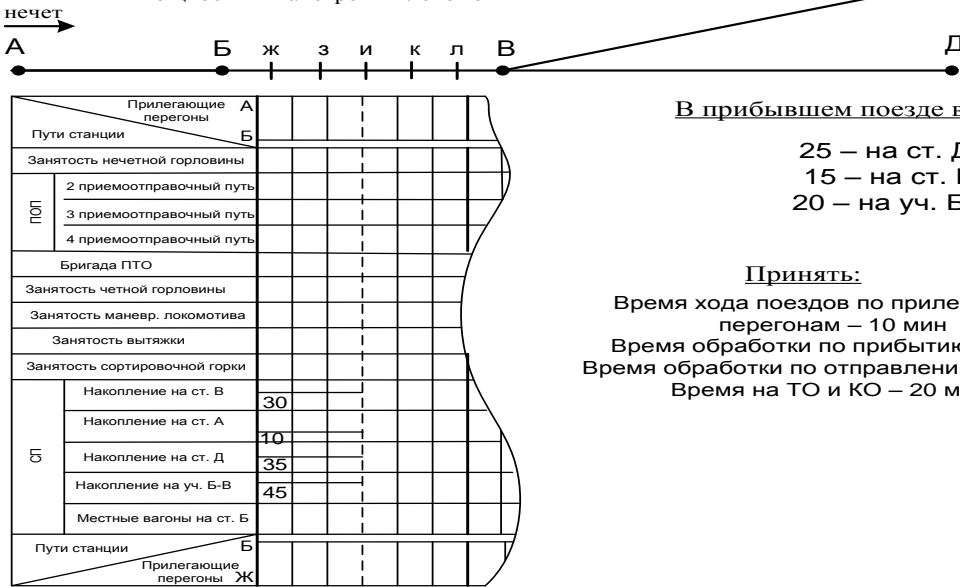 нечет
А Б ж з и к л В Д
Прилегающие перегоны А
Пути станции Б
Занятость нечетной горловины
ПОП
2 приемоотправочный путь
3 приемоотправочный путь
4 приемоотправочный путь
Бригада ПТО
Занятость четной горловины
Занятость маневр. локомотива
Занятость вытяжки
Занятость сортировочной горки
СП
Накопление на ст. В
30
Накопление на ст. А
10
Накопление на ст. Д
35
Накопление на уч. Б-В
45
Местные вагоны на ст. Б
Пути станции Б
Прилегающие перегоны Ж
В прибывшем поезде
25 – на ст. Д
15 – на ст.
20 – на уч. Б
Принять:
Время хода поездов по
перегонам – 10 мин
Время обработки по
Время обработки по
Время на ТО и КО – 20